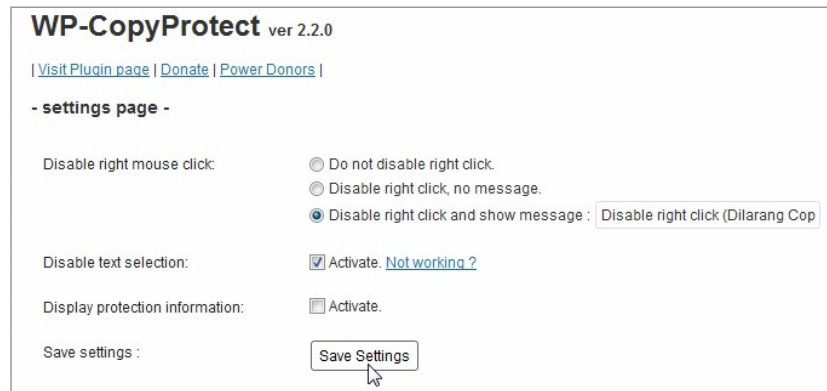 WP-CopyProtect ver 2.2.0
| Visit Plugin page | Donate | Power Donors |
- settings page -
Disable right mouse click:
Do not disable right click.
Disable right click, no message.
Disable right click and show message : Disable right click (Dilarang Cop
Disable text selection: Activate. Not working ?
Display protection information: Activate.
Save settings : Save Settings